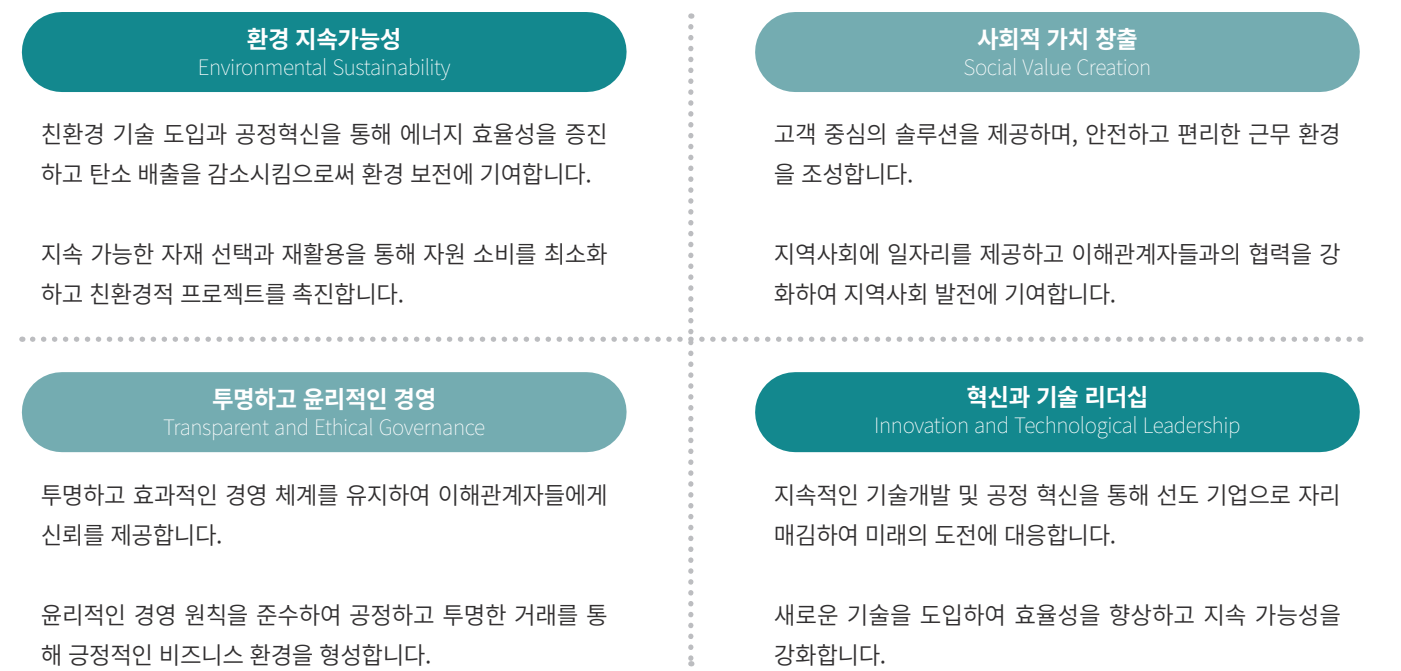 환경 지속가능성
Environmental Sustainability
친환경 기술 도입과 공정혁신을 통해 에너지 효율성을 증진
하고 탄소 배출을 감소시킴으로써 환경 보전에 기여합니다.
지속 가능한 자재 선택과 재활용을 통해 자원 소비를 최소화
하고 친환경적 프로젝트를 촉진합니다.
사회적 가치 창출
Social Value Creation
고객 중심의 솔루션을 제공하며, 안전하고 편리한 근무 환경
을 조성합니다.
지역사회에 일자리를 제공하고 이해관계자들과의 협력을 강
화하여 지역사회 발전에 기여합니다.
투명하고 윤리적인 경영
Transparent and Ethical Governance
투명하고 효과적인 경영 체계를 유지하여 이해관계자들에게
신뢰를 제공합니다.
윤리적인 경영 원칙을 준수하여 공정하고 투명한 거래를 통
해 긍정적인 비즈니스 환경을 형성합니다.
혁신과 기술 리더십
Innovation and Technological Leadership
지속적인 기술개발 및 공정 혁신을 통해 선도 기업으로 자리
매김하여 미래의 도전에 대응합니다.
새로운 기술을 도입하여 효율성을 향상하고 지속 가능성을
강화합니다.